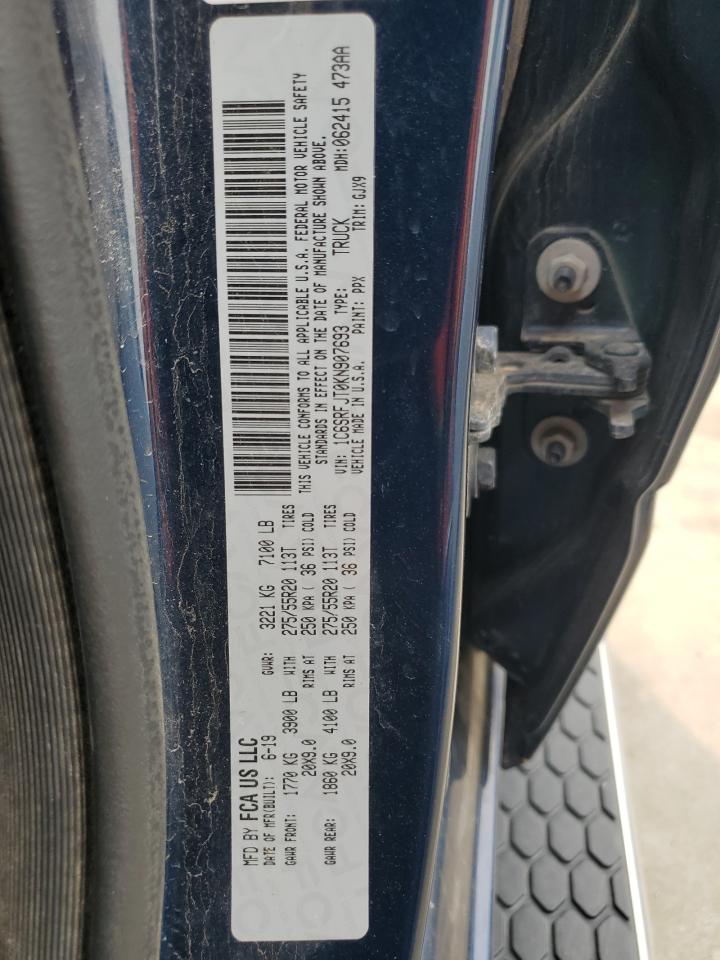 MFD BY FCA US LLC
DATE OF MFR(BUILT): 6-19 GVWR: 3221 KG 7100 LB
GAWR FRONT: 1770 KG 3900 LB WITH 275/55R20 113T TIRES
20X9.0 RIMS AT 250 KPA ( 36 PSI) COLD
GAWR REAR: 1860 KG 4100 LB WITH 275/55R20 113T TIRES
20X9.0 RIMS AT 250 KPA ( 36 PSI) COLD
THIS VEHICLE CONFORMS TO ALL APPLICABLE U.S.A. FEDERAL MOTOR VEHICLE SAFETY
STANDARDS IN EFFECT ON THE DATE OF MANUFACTURE SHOWN ABOVE.
VIN: 1C6SRFJT0KN907693 TYPE: TRUCK MDH:062415 473AA
VEHICLE MADE IN U.S.A. PAINT: PPX TRIM: GJX9